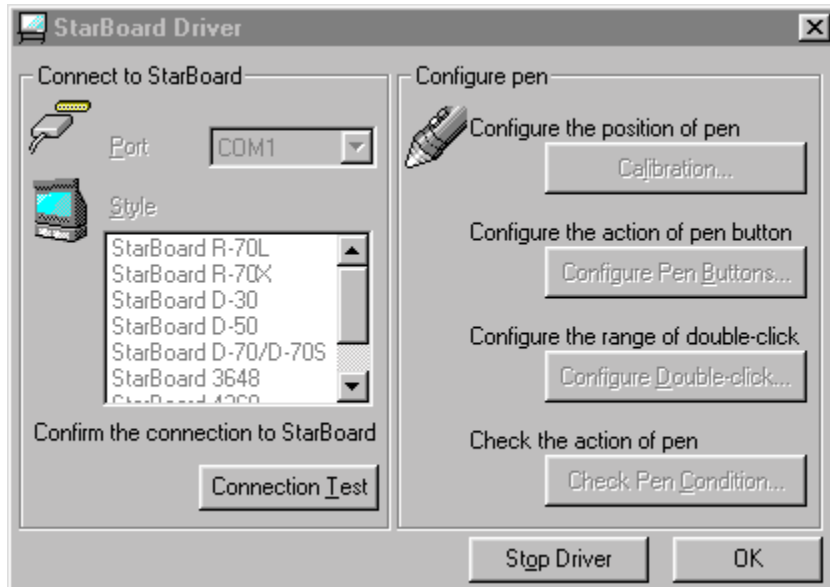 StarBoard Driver
Connect to StarBoard
Port
COM1
Style
StarBoard R-70L
StarBoard R-70X
StarBoard D-30
StarBoard D-50
StarBoard D-70/D-70S
StarBoard 3648
StarBoard
Confirm the connection to StarBoard
Connection Test
Configure pen
Configure the position of pen
Calibration...
Configure the action of pen button
Configure Pen Buttons...
Configure the range of double-click
Configure Double-click...
Check the action of pen
Check Pen Condition...
Stop Driver
OK